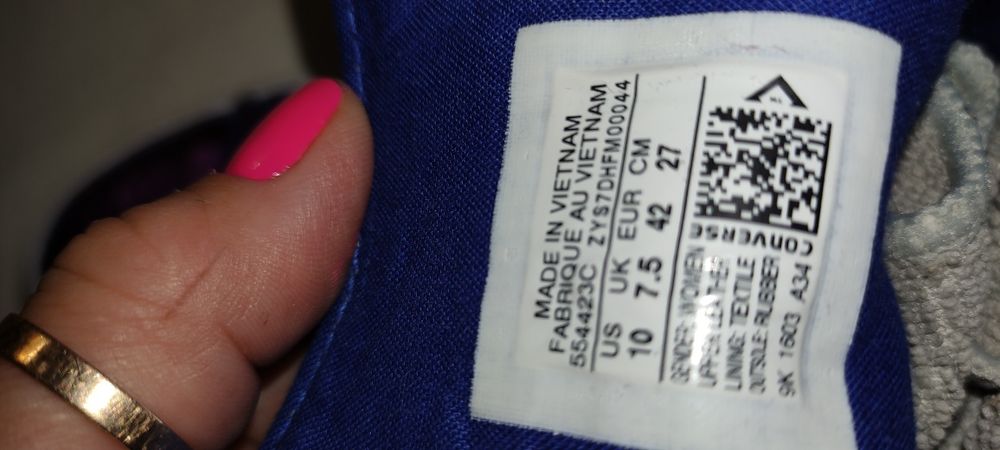 MADE IN VIETNAM
FABRIQUE AU VIETNAM
554423C ZYS7DHFM00044
US UK EUR CM
10 7.5 42 27
GENDER: WOMEN
UPPER: LEATHER
LINING: TEXTILE
OUTSOLE: RUBBER
9K 1603 A34
CONVERSE